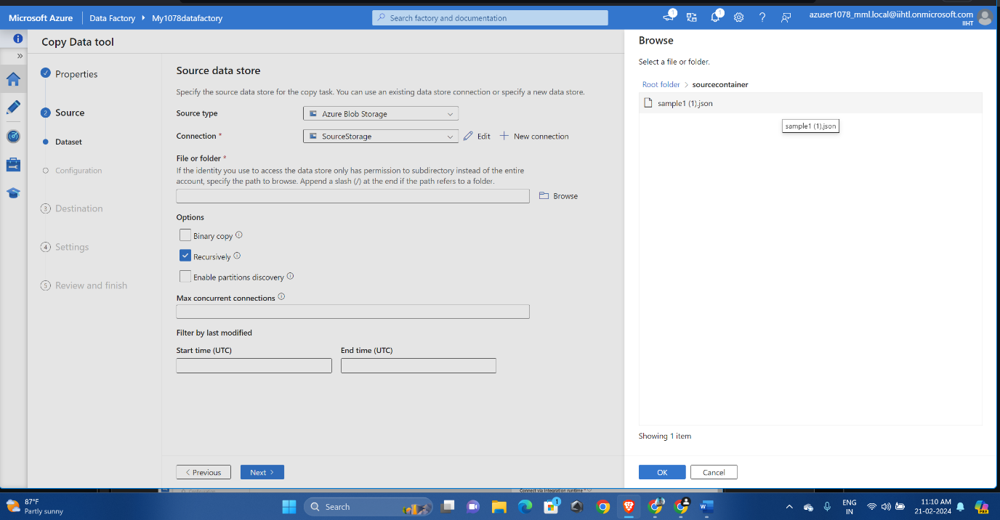 Microsoft Azure
Data Factory
My1078datafactory
Search factory and documentation
1
1
azuser1078_mml.local@iihtl.onmicrosoft.com
IIHT
Copy Data tool
Properties
2 Source
Dataset
Configuration
3 Destination
4 Settings
5 Review and finish
Source data store
Specify the source data store for the copy task. You can use an existing data store connection or specify a new data store.
Source type
Azure Blob Storage
Connection *
SourceStorage
Edit
New connection
File or folder *
If the identity you use to access the data store only has permission to subdirectory instead of the entire
account, specify the path to browse. Append a slash (/) at the end if the path refers to a folder.
Browse
Options
Binary copy
Recursively
Enable partitions discovery
Max concurrent connections
Filter by last modified
Start time (UTC)
End time (UTC)
< Previous
Next >
Browse
Select a file or folder.
Root folder > sourcecontainer
sample1 (1).json
sample1 (1).json
Showing 1 item
OK
Cancel
Connect via integration runtime *
87°F
Partly sunny
Search
1
ENG
IN
11:10 AM
21-02-2024